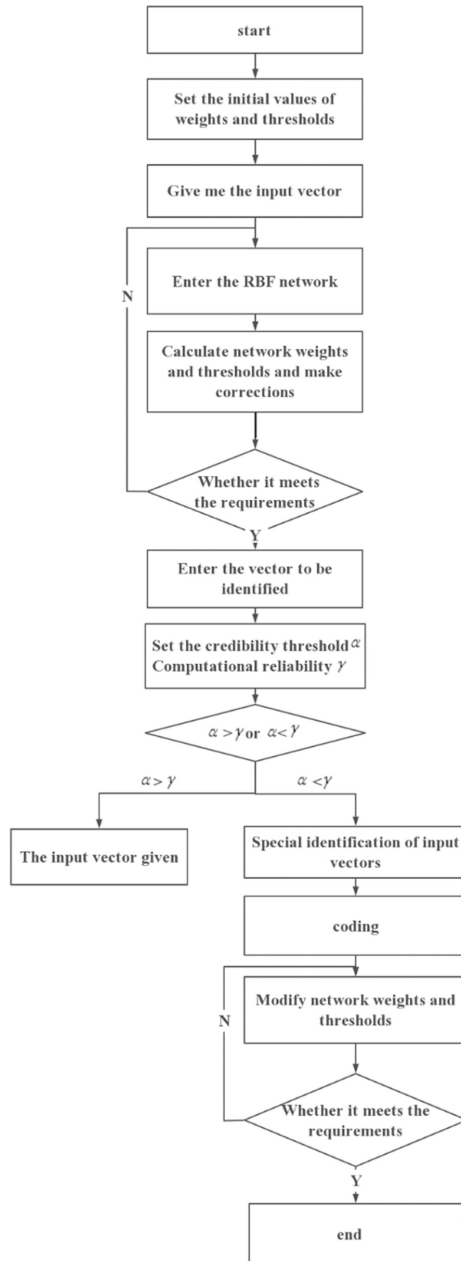 start
Set the initial values of
weights and thresholds
Give me the input vector
N
Enter the RBF network
Calculate network weights
and thresholds and make
corrections
Whether it meets
the requirements
Y
Enter the vector to be
identified
Set the credibility threshold α
Computational reliability γ
α > γ or α < γ
α > γ
α < γ
The input vector given
Special identification of input
vectors
coding
N
Modify network weights and
thresholds
Whether it meets the
requirements
Y
end